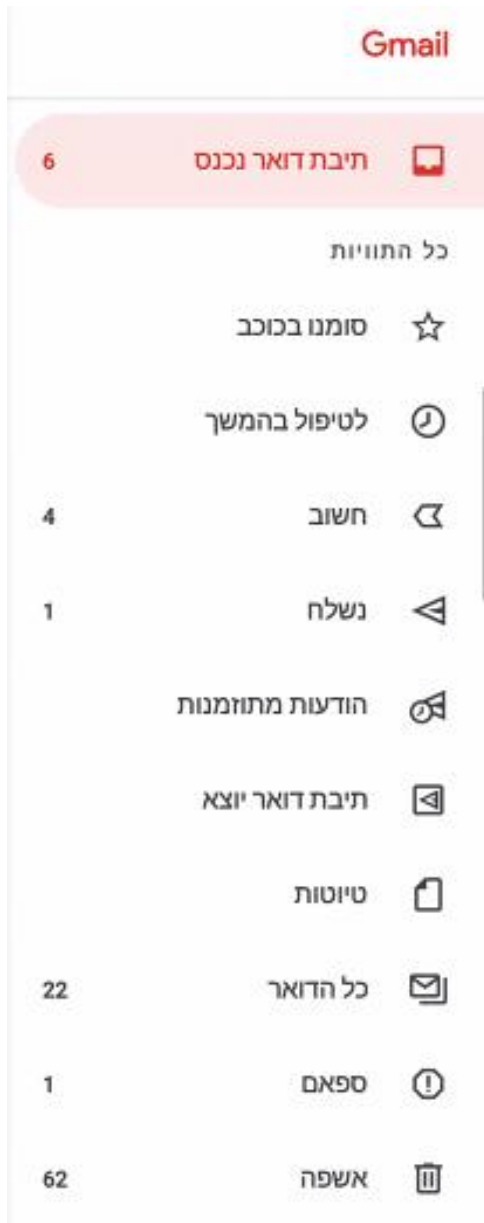 Gmail
תיבת דואר נכנס 6
כל התוויות
סומנו בכוכב
לטיפול בהמשך
חשוב 4
נשלח 1
הודעות מתוזמנות
תיבת דואר יוצא
טיוטות
כל הדואר 22
ספאם 1
אשפה 62